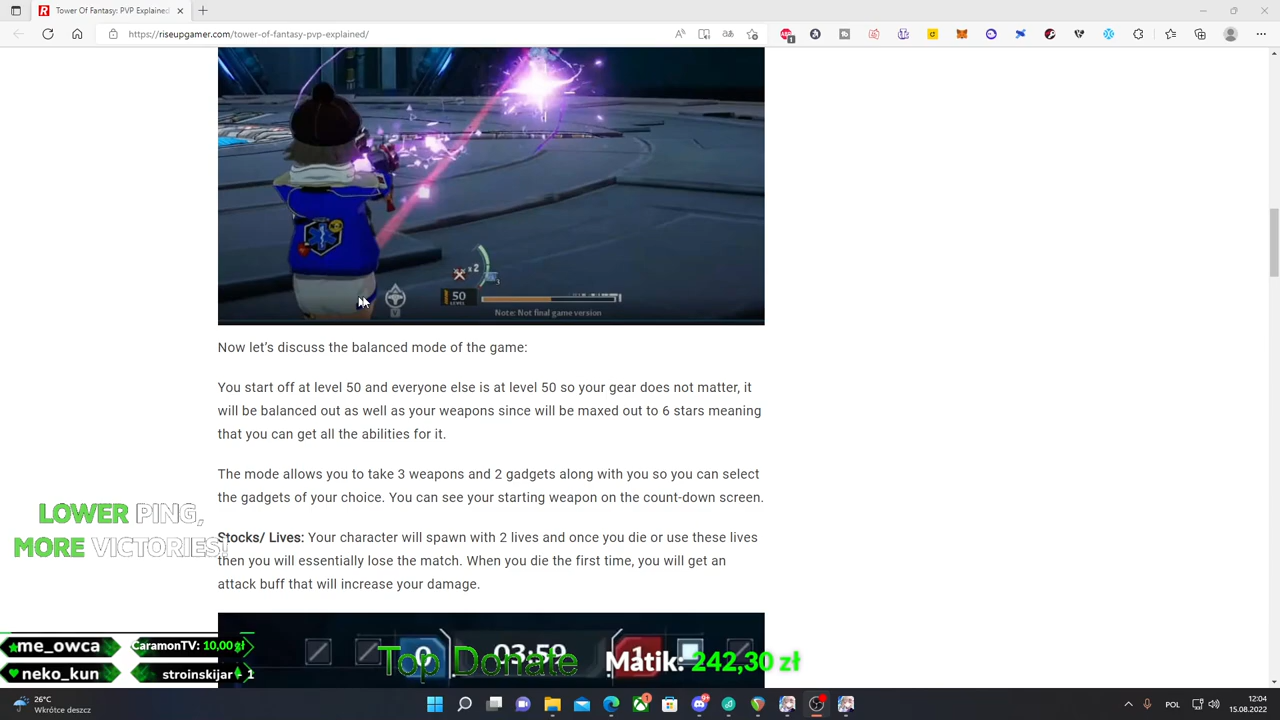 Tower Of Fantasy: PVP Explained
https://riseupgamer.com/tower-of-fantasy-pvp-explained/
1
x 2
3
50
LEVEL
Note: Not final game version
Now let's discuss the balanced mode of the game:
You start off at level 50 and everyone else is at level 50 so your gear does not matter, it
will be balanced out as well as your weapons since will be maxed out to 6 stars meaning
that you can get all the abilities for it.
The mode allows you to take 3 weapons and 2 gadgets along with you so you can select
the gadgets of your choice. You can see your starting weapon on the count-down screen.
LOWER PING,
MORE VICTORIES!
Stocks/ Lives: Your character will spawn with 2 lives and once you die or use these lives
then you will essentially lose the match. When you die the first time, you will get an
attack buff that will increase your damage.
me_owca
CaramonTV: 10,00 zł
neko_kun
stroinskijar - 1
0
03:59
1
Top Donate
Matik: 242,30 zł
26°C
Wkrótce deszcz
1
9+
POL
12:04
15.08.2022